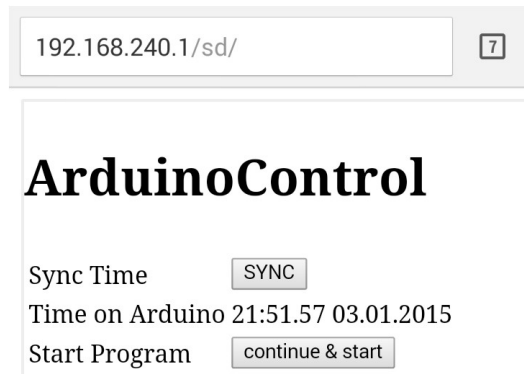 192.168.240.1/sd/ 7
ArduinoControl
Sync Time SYNC
Time on Arduino 21:51.57 03.01.2015
Start Program continue & start